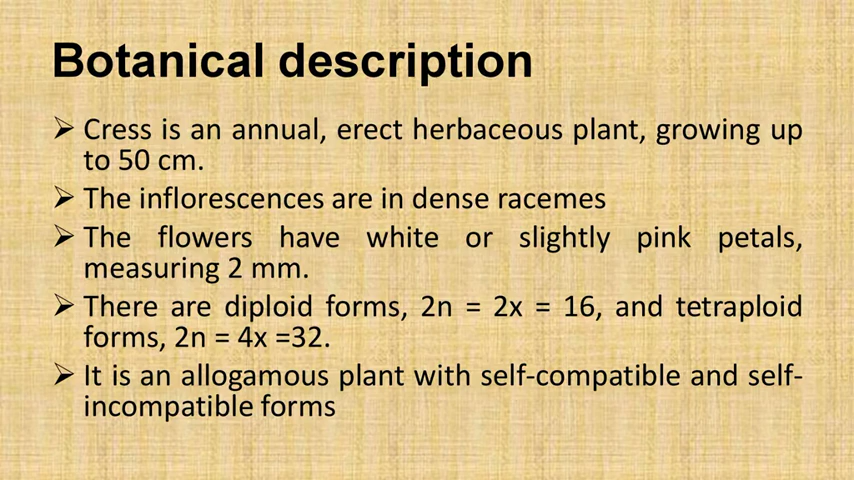 Botanical description
➢ Cress is an annual, erect herbaceous plant, growing up
to 50 cm.
➢ The inflorescences are in dense racemes
➢ The flowers have white or slightly pink petals,
measuring 2 mm.
➢ There are diploid forms, 2n = 2x = 16, and tetraploid
forms, 2n = 4x =32.
➢ It is an allogamous plant with self-compatible and self-
incompatible forms